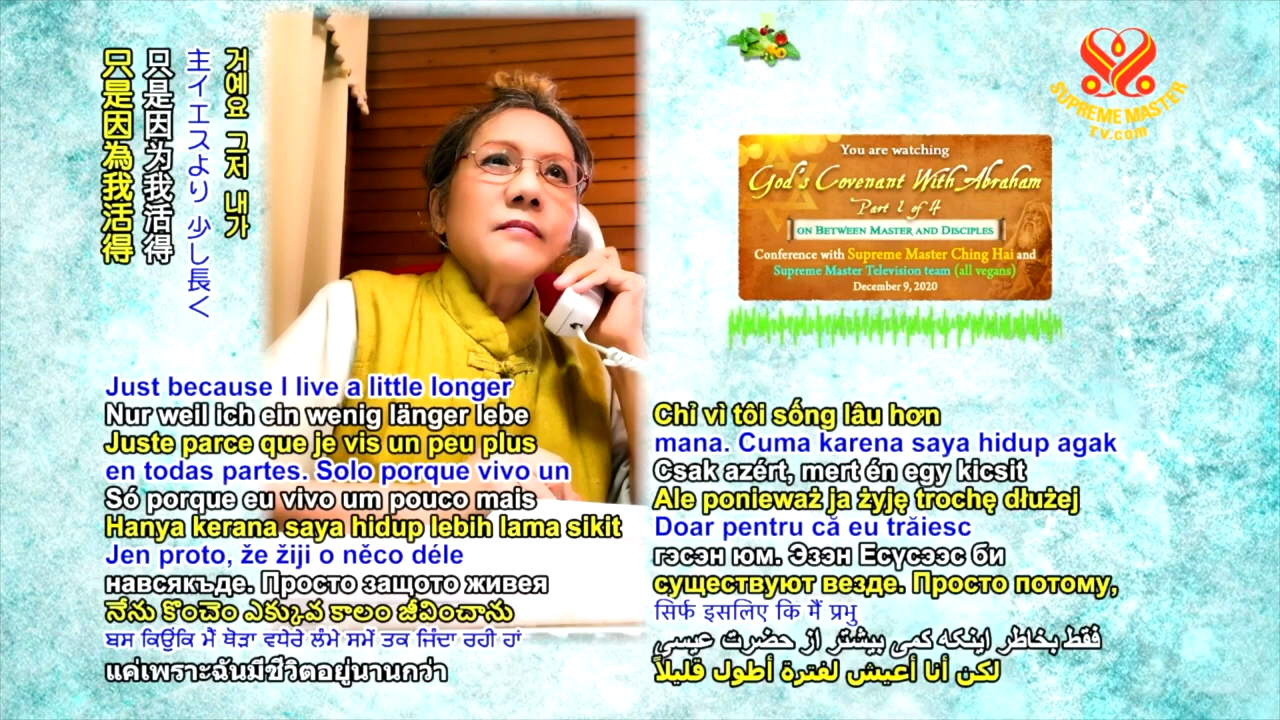 거예요 그저 내가
主イエスより 少し長く
只是因为我活得
只是因為我活得
SUPREME MASTER
TV.com
You are watching
God's Covenant With Abraham
Part 1 of 4
ON BETWEEN MASTER AND DISCIPLES
Conference with Supreme Master Ching Hai and
Supreme Master Television team (all vegans)
December 9, 2020
Just because I live a little longer
Nur weil ich ein wenig länger lebe
Juste parce que je vis un peu plus
en todas partes. Solo porque vivo un
Só porque eu vivo um pouco mais
Hanya kerana saya hidup lebih lama sikit
Jen proto, že žiji o něco déle
навсякъде. Просто защото живея
నేను కొంచెం ఎక్కువ కాలం జీవించాను
ਬਸ ਕਿਉਂਕਿ ਮੈਂ ਥੋੜਾ ਵਧੇਰੇ ਲੰਮੇ ਸਮੇਂ ਤਕ ਜਿੰਦਾ ਰਹੀ ਹਾਂ
แค่เพราะฉันมีชีวิตอยู่นานกว่า
Chỉ vì tôi sống lâu hơn
mana. Cuma karena saya hidup agak
Csak azért, mert én egy kicsit
Ale ponieważ ja żyję trochę dłużej
Doar pentru că eu trăiesc
гэсэн юм. Эзэн Есүсээс би
существуют везде. Просто потому,
सिर्फ इसलिए कि मैं प्रभु
فقط بخاطر اینکه کمی بیشتر از حضرت عیسی
لكن أنا أعيش لفترة أطول قليلاً